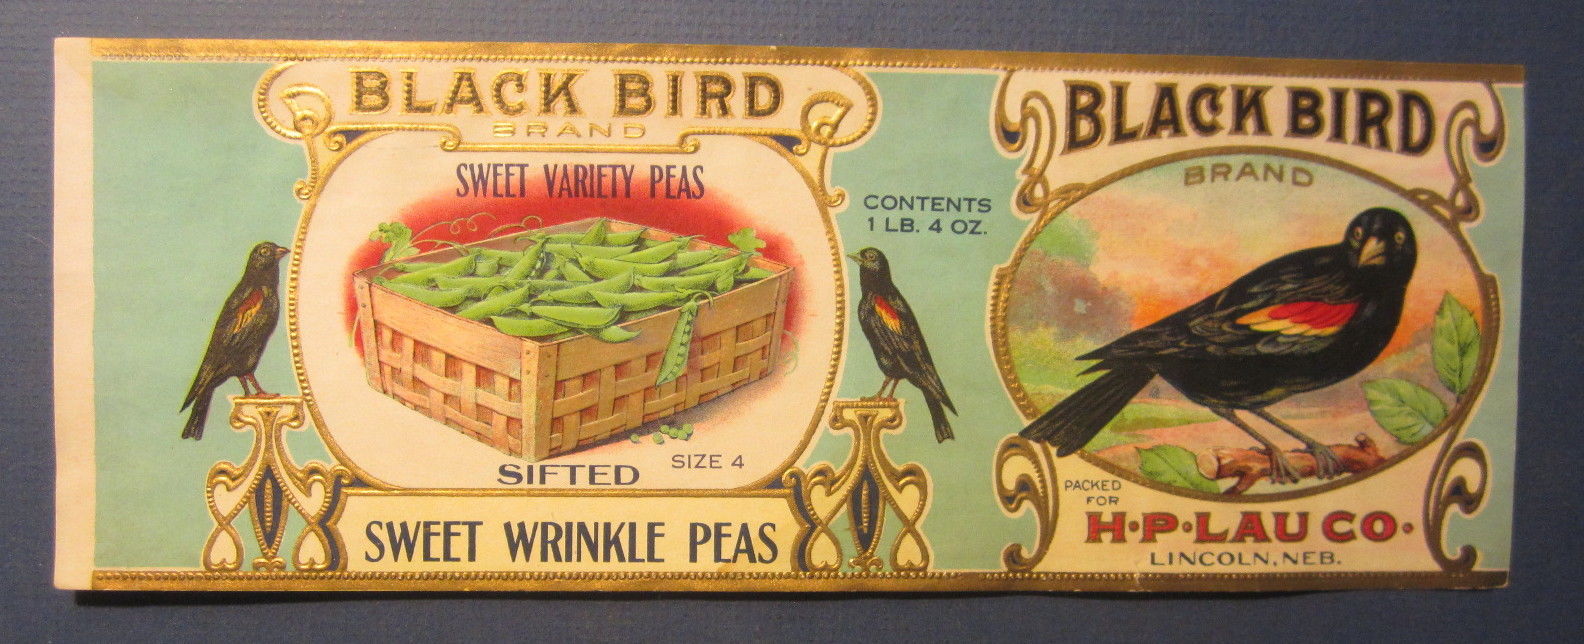 BLACK BIRD
BRAND
SWEET VARIETY PEAS
SIFTED
SIZE 4
SWEET WRINKLE PEAS
CONTENTS
1 LB. 4 OZ.
BLACK BIRD
BRAND
PACKED
FOR
H·P·LAU CO·
LINCOLN, NEB.